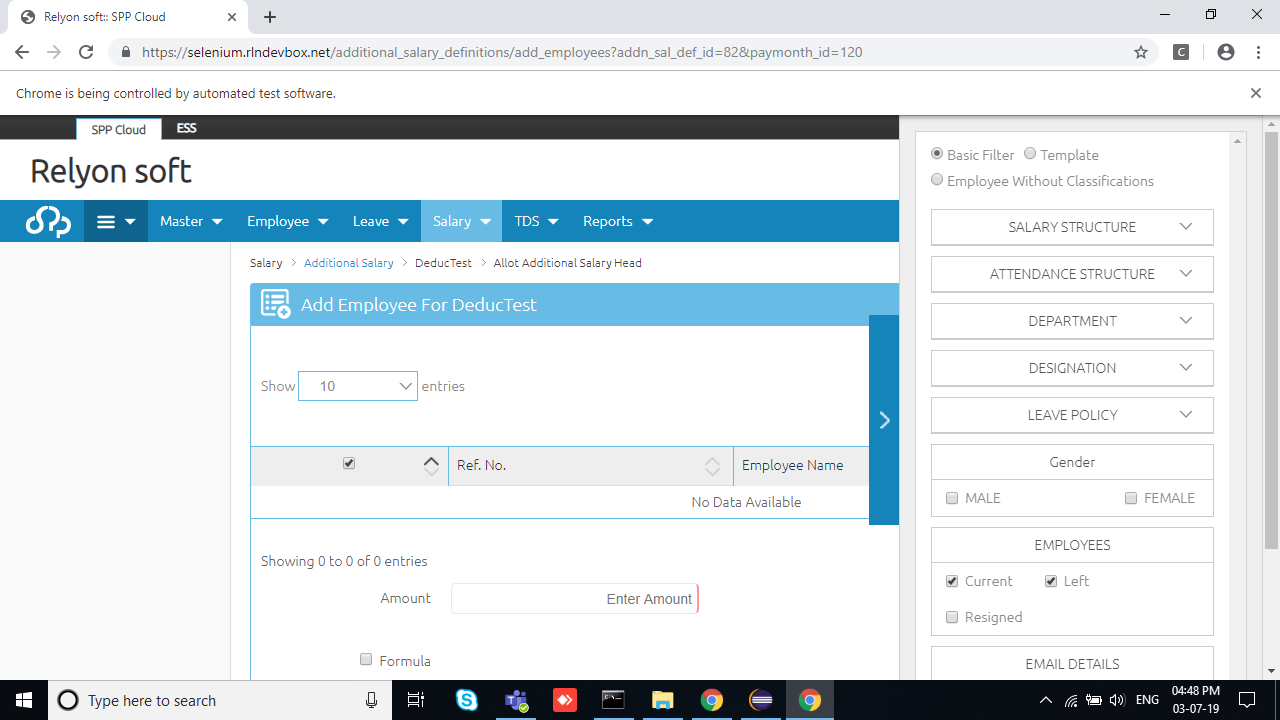 Relyon soft:: SPP Cloud
https://selenium.rlndevbox.net/additional_salary_definitions/add_employees?addn_sal_def_id=82&paymonth_id=120
C
Chrome is being controlled by automated test software.
SPP Cloud ESS
Relyon soft
Master Employee Leave Salary TDS Reports
Salary > Additional Salary > DeducTest > Allot Additional Salary Head
Add Employee For DeducTest
Show 10 entries
Ref. No. Employee Name
No Data Available
Showing 0 to 0 of 0 entries
Amount Enter Amount
Formula
Basic Filter Template
Employee Without Classifications
SALARY STRUCTURE
ATTENDANCE STRUCTURE
DEPARTMENT
DESIGNATION
LEAVE POLICY
Gender
MALE FEMALE
EMPLOYEES
Current Left
Resigned
EMAIL DETAILS
Type here to search
ENG
04:48 PM
03-07-19